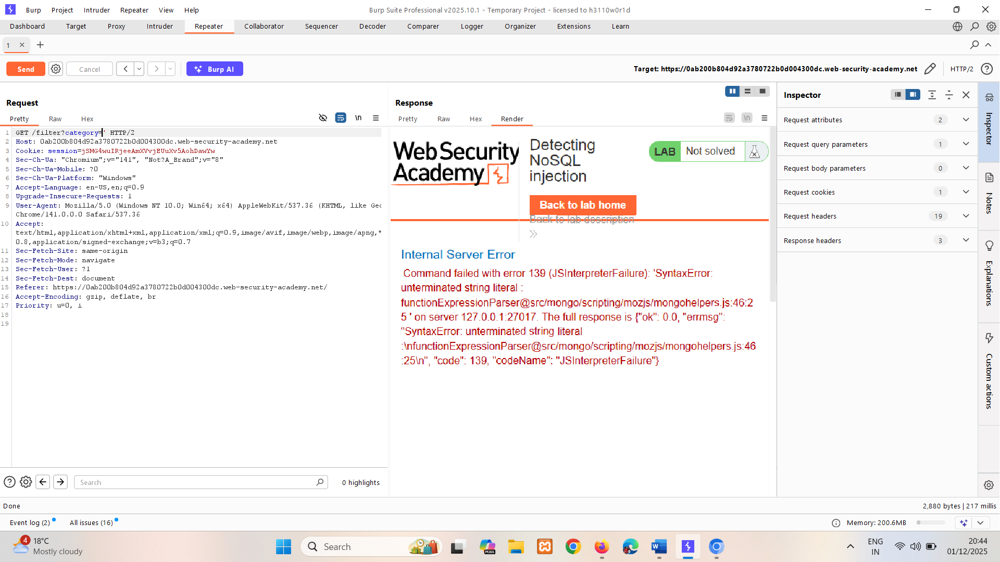 Burp Project Intruder Repeater View Help
Burp Suite Professional v2025.10.1 - Temporary Project - licensed to h3110w0r1d
Dashboard Target Proxy Intruder Repeater Collaborator Sequencer Decoder Comparer Logger Organizer Extensions Learn
1
Send Cancel Burp AI
Target: https://0ab200b804d92a3780722b0d004300dc.web-security-academy.net HTTP/2
Request
Pretty Raw Hex
\n
1 GET /filter?category=' HTTP/2
2 Host: 0ab200b804d92a3780722b0d004300dc.web-security-academy.net
3 Cookie: session=jSMG4wuIRjeeAmXVvjEUuXv5AohDawYw
4 Sec-Ch-Ua: "Chromium";v="141", "Not?A_Brand";v="8"
5 Sec-Ch-Ua-Mobile: ?0
6 Sec-Ch-Ua-Platform: "Windows"
7 Accept-Language: en-US,en;q=0.9
8 Upgrade-Insecure-Requests: 1
9 User-Agent: Mozilla/5.0 (Windows NT 10.0; Win64; x64) AppleWebKit/537.36 (KHTML, like Gec
Chrome/141.0.0.0 Safari/537.36
10 Accept:
text/html,application/xhtml+xml,application/xml;q=0.9,image/avif,image/webp,image/apng,*
0.8,application/signed-exchange;v=b3;q=0.7
11 Sec-Fetch-Site: same-origin
12 Sec-Fetch-Mode: navigate
13 Sec-Fetch-User: ?1
14 Sec-Fetch-Dest: document
15 Referer: https://0ab200b804d92a3780722b0d004300dc.web-security-academy.net/
16 Accept-Encoding: gzip, deflate, br
17 Priority: u=0, i
18
19
Search
0 highlights
Response
Pretty Raw Hex Render
\n
WebSecurity
Academy
Detecting
NoSQL
injection
LAB Not solved
Back to lab home
Back to lab description
Internal Server Error
Command failed with error 139 (JSInterpreterFailure): 'SyntaxError:
unterminated string literal :
functionExpressionParser@src/mongo/scripting/mozjs/mongohelpers.js:46:2
5 ' on server 127.0.0.1:27017. The full response is {"ok": 0.0, "errmsg":
"SyntaxError: unterminated string literal
:\nfunctionExpressionParser@src/mongo/scripting/mozjs/mongohelpers.js:46
:25\n", "code": 139, "codeName": "JSInterpreterFailure"}
Inspector
Request attributes 2
Request query parameters 1
Request body parameters 0
Request cookies 1
Request headers 19
Response headers 3
Inspector
Notes
Explanations
Custom actions
Done
2,880 bytes | 217 millis
Event log (2) All issues (16)
Memory: 200.6MB
4
18°C
Mostly cloudy
Search
M365
ENG
IN
20:44
01/12/2025